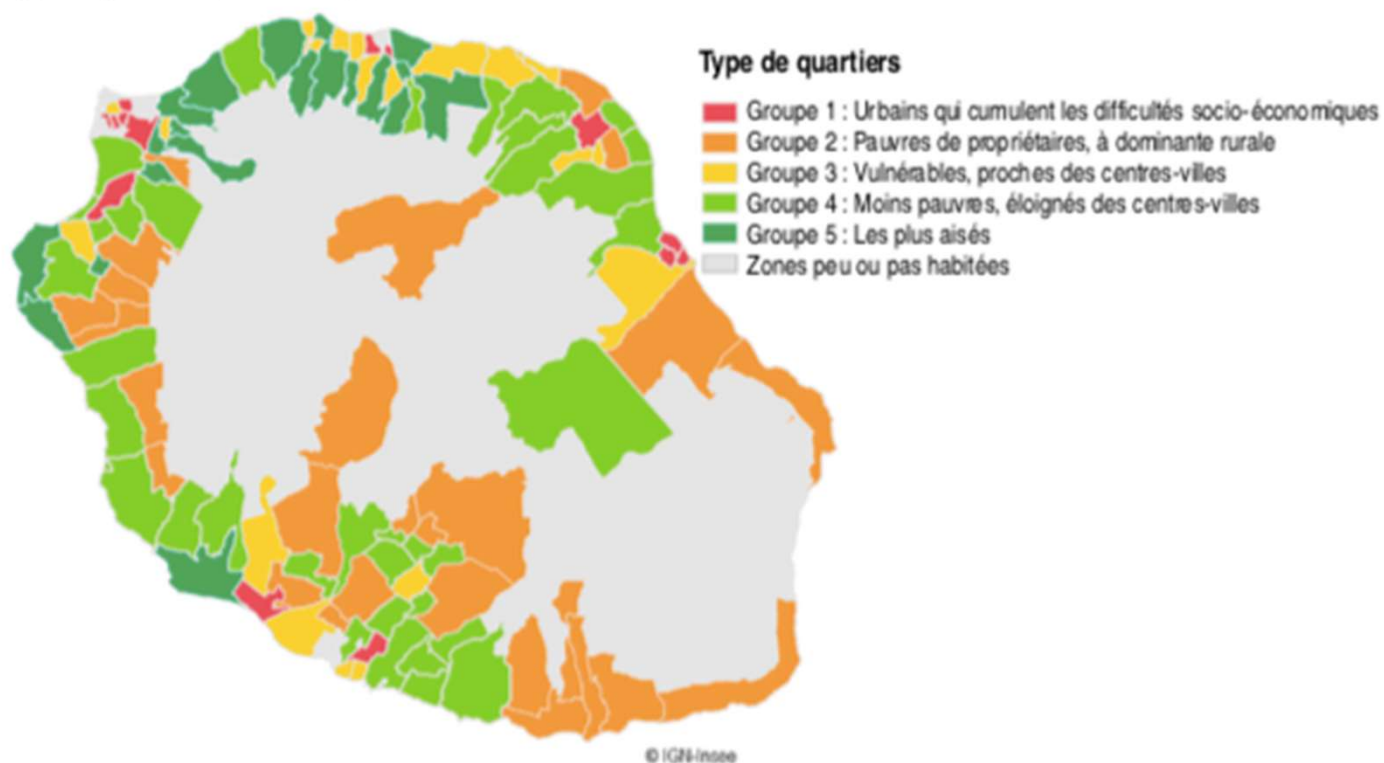 Type de quartiers
Groupe 1 : Urbains qui cumulent les difficultés socio-économiques
Groupe 2 : Pauvres de propriétaires, à dominante rurale
Groupe 3 : Vulnérables, proches des centres-villes
Groupe 4 : Moins pauvres, éloignés des centres-villes
Groupe 5 : Les plus aisés
Zones peu ou pas habitées
© IGN-Insee